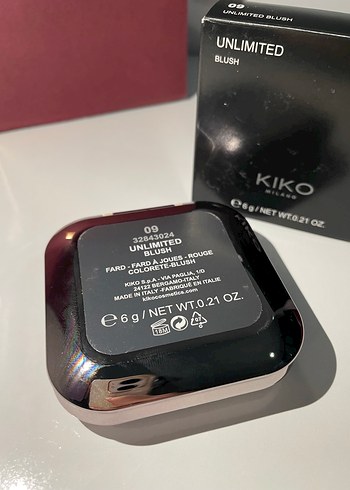 09
UNLIMITED BLUSH
UNLIMITED
BLUSH
KIKO
MILANO
℮ 6 g / NET WT.0.21 OZ.
09
32843024
UNLIMITED
BLUSH
FARD - FARD À JOUES - ROUGE
COLORETE-BLUSH
KIKO S.p.A - VIA PAGLIA, 1/D
24122 BERGAMO-ITALY
MADE IN ITALY-FABRIQUÉ EN ITALIE
kikocosmetics.com
℮ 6 g / NET WT.0.21 OZ.
18M